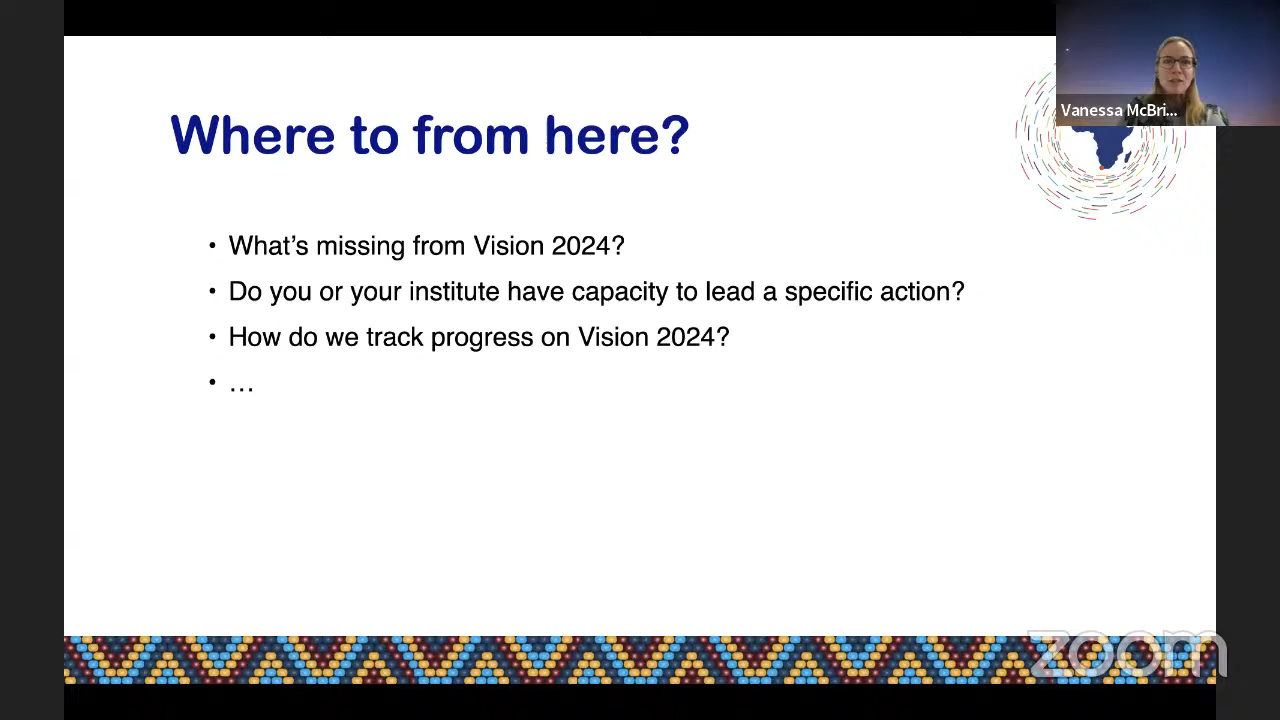 Where to from here?
Vanessa McBri...
• What’s missing from Vision 2024?
• Do you or your institute have capacity to lead a specific action?
• How do we track progress on Vision 2024?
• …
zoom